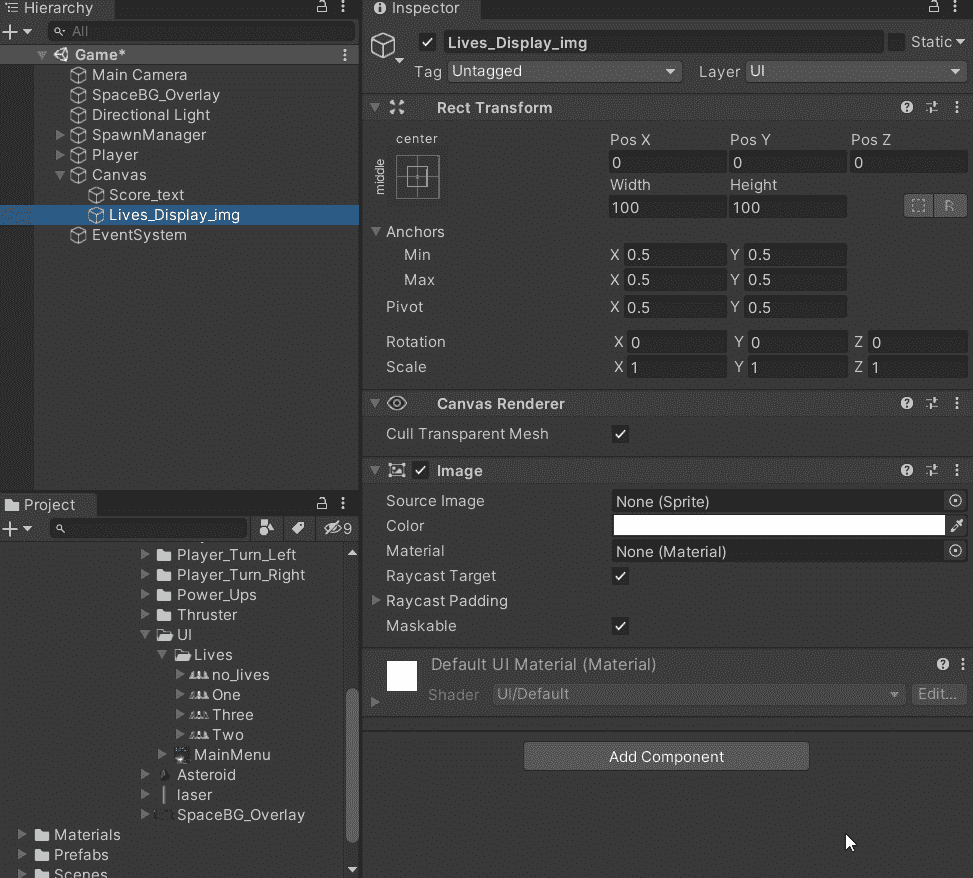 Hierarchy
All
Game*
Main Camera
SpaceBG_Overlay
Directional Light
SpawnManager
Player
Canvas
Score_text
Lives_Display_img
EventSystem
Project
9
Player_Turn_Left
Player_Turn_Right
Power_Ups
Thruster
UI
Lives
no_lives
One
Three
Two
MainMenu
Asteroid
laser
SpaceBG_Overlay
Materials
Prefabs
Scenes
Inspector
Lives_Display_img Static
Tag Untagged Layer UI
Rect Transform
center
middle
Pos X Pos Y Pos Z
0 0 0
Width Height
100 100 R
Anchors
Min X 0.5 Y 0.5
Max X 0.5 Y 0.5
Pivot X 0.5 Y 0.5
Rotation X 0 Y 0 Z 0
Scale X 1 Y 1 Z 1
Canvas Renderer
Cull Transparent Mesh
Image
Source Image None (Sprite)
Color
Material None (Material)
Raycast Target
Raycast Padding
Maskable
Default UI Material (Material)
Shader UI/Default Edit...
Add Component